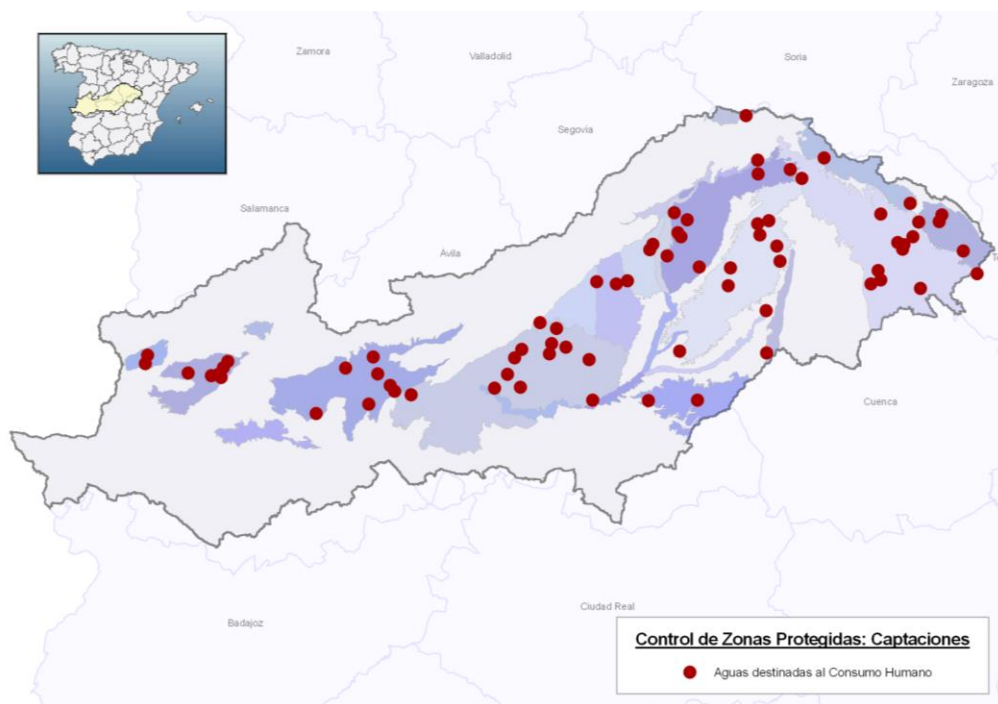 Zamora
Valladolid
Soria
Zaragoza
Segovia
Salamanca
Ávila
Cuenca
Ciudad Real
Badajoz
Control de Zonas Protegidas: Captaciones
Aguas destinadas al Consumo Humano